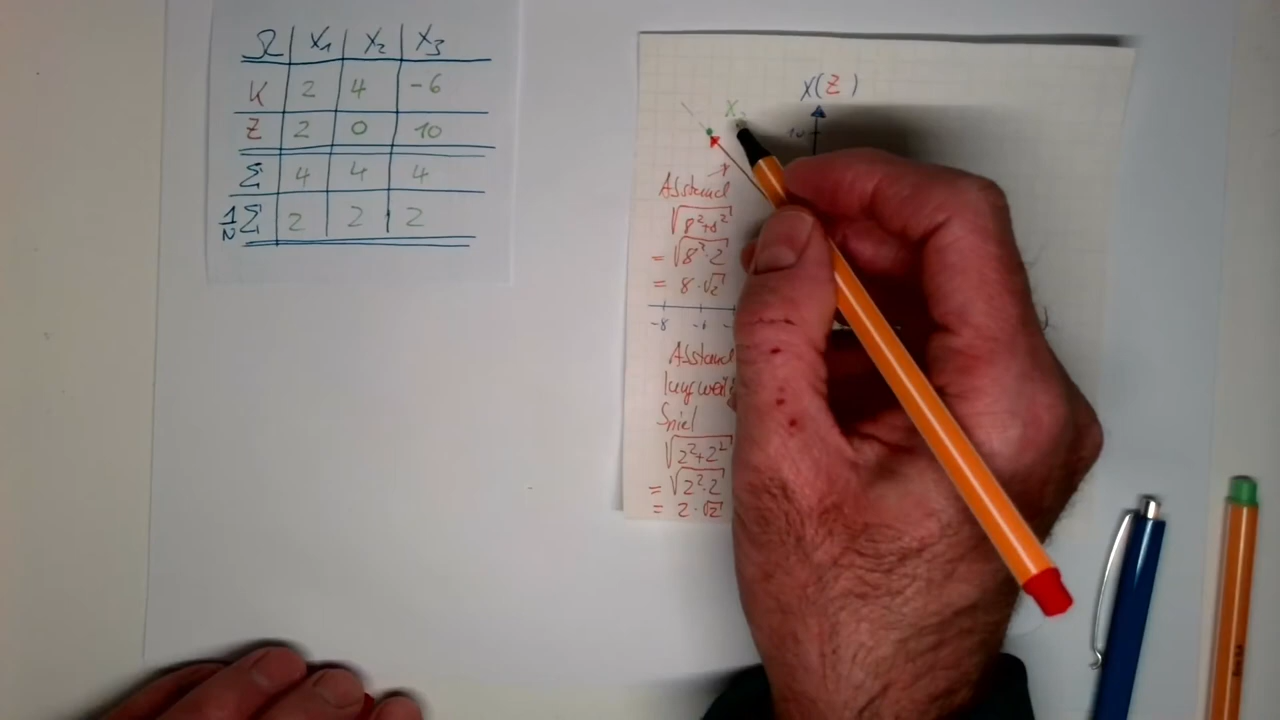 Ω X₁ X₂ X₃
K 2 4 -6
Z 2 0 10
Σ 4 4 4
1/N Σ 2 2 2
X(Z)
10
Abstand
√8²+8²
= √8²·2
= 8·√2
-8
Abstand
Spiel
√2²+2²
= √2²·2
= 2·√2